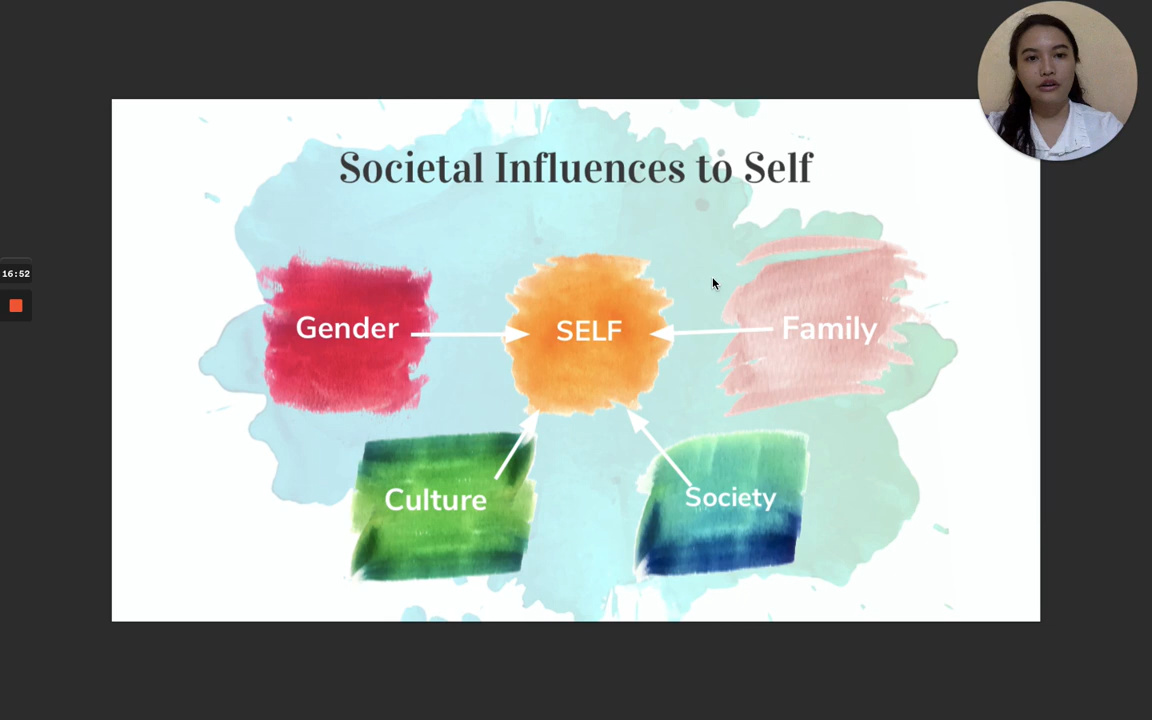 Societal Influences to Self
Gender
SELF
Family
16:52
Culture
Society